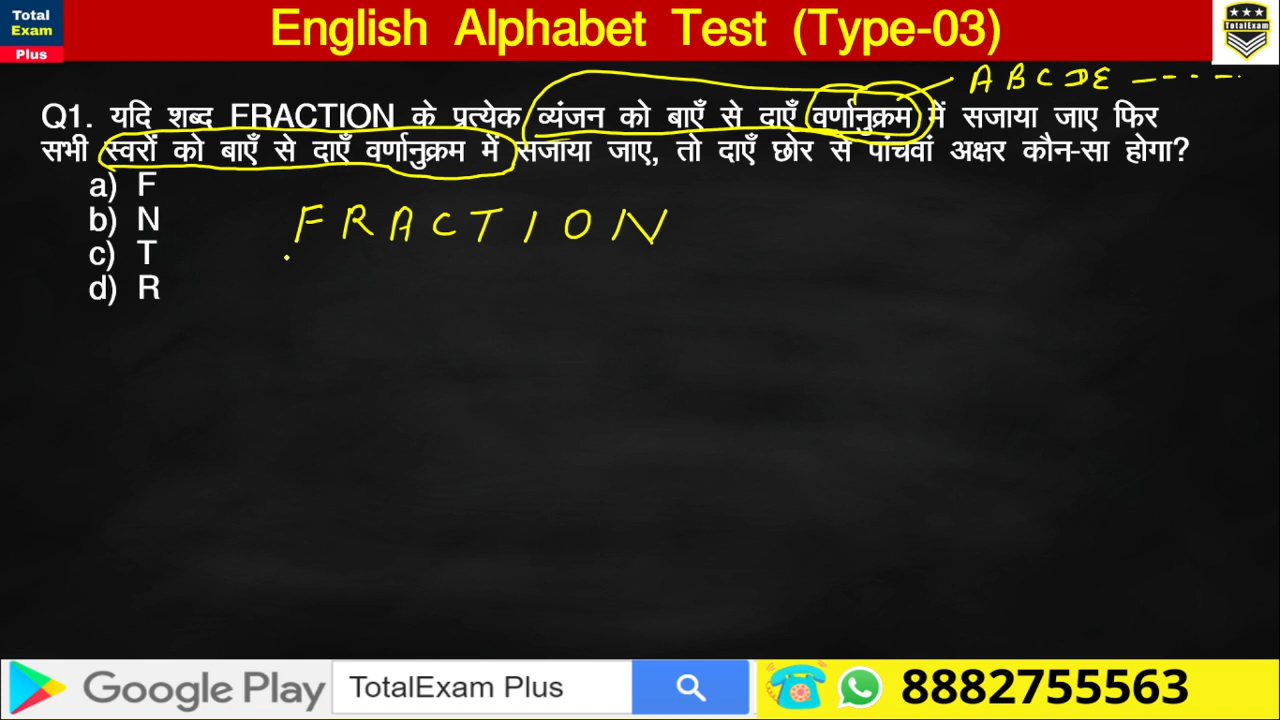 Total
Exam
Plus
English Alphabet Test (Type-03)
TotalExam
A B C D E ------
Q1. यदि शब्द FRACTION के प्रत्येक व्यंजन को बाएँ से दाएँ वर्णानुक्रम में सजाया जाए फिर
सभी स्वरों को बाएँ से दाएँ वर्णानुक्रम में सजाया जाए, तो दाएँ छोर से पांचवां अक्षर कौन-सा होगा?
a) F
b) N
c) T
d) R
F R A C T I O N
Google Play
TotalExam Plus
8882755563